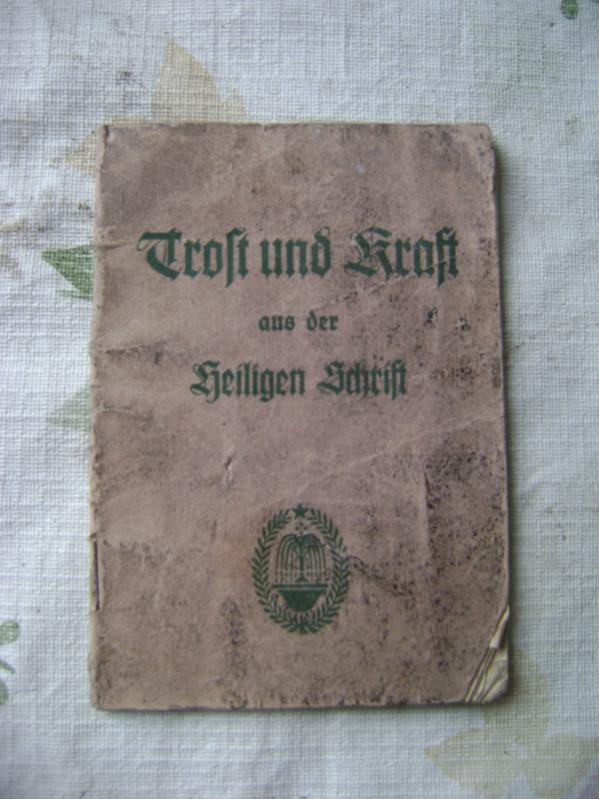 Trost und Kraft
aus der
Heiligen Schrift